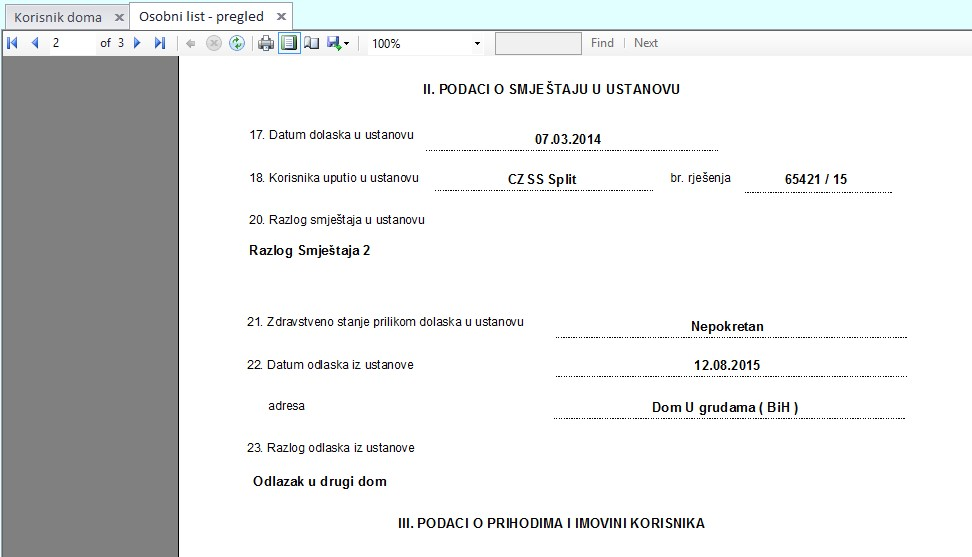 Korisnik doma
Osobni list - pregled
2 of 3 100% Find Next
II. PODACI O SMJEŠTAJU U USTANOVU
17. Datum dolaska u ustanovu 07.03.2014
18. Korisnika uputio u ustanovu CZSS Split br. rješenja 65421 / 15
20. Razlog smještaja u ustanovu
Razlog Smještaja 2
21. Zdravstveno stanje prilikom dolaska u ustanovu Nepokretan
22. Datum odlaska iz ustanove 12.08.2015
adresa Dom U grudama ( BiH )
23. Razlog odlaska iz ustanove
Odlazak u drugi dom
III. PODACI O PRIHODIMA I IMOVINI KORISNIKA